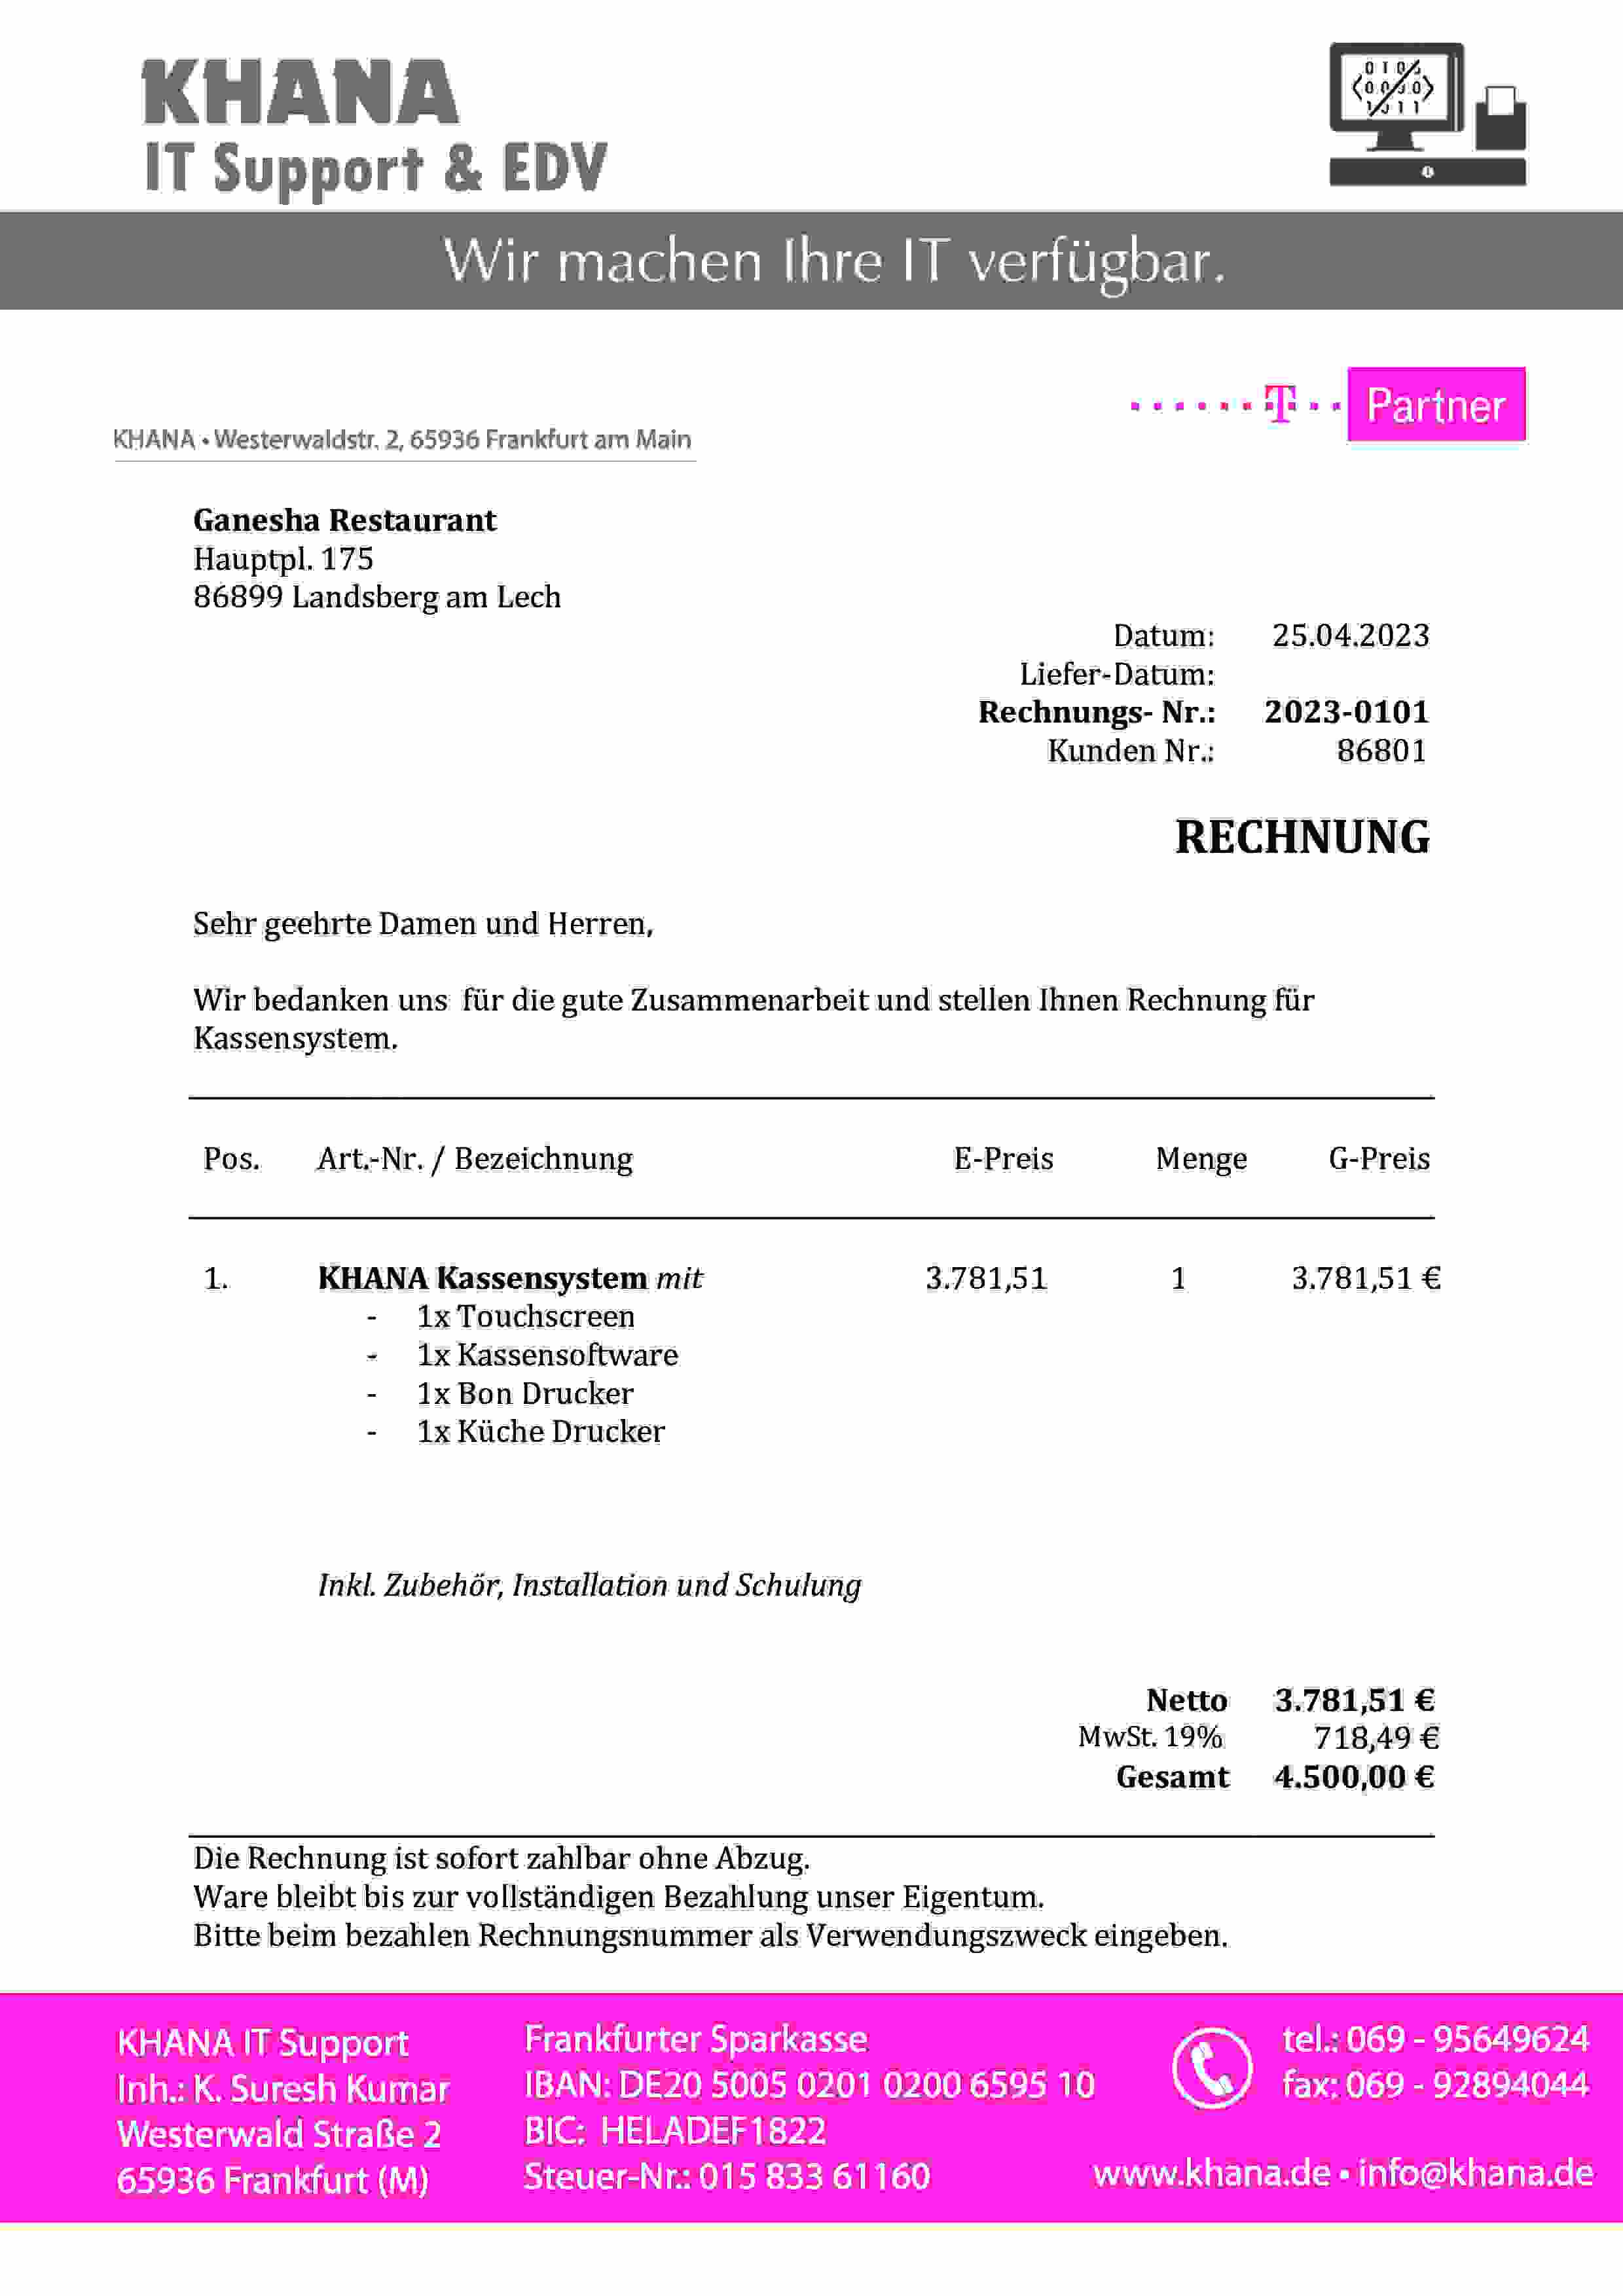 KHANA
IT Support & EDV
Wir machen Ihre IT verfügbar.
T Partner
KHANA • Westerwaldstr. 2, 65936 Frankfurt am Main
Ganesha Restaurant
Hauptpl. 175
86899 Landsberg am Lech
Datum: 25.04.2023
Liefer-Datum:
Rechnungs- Nr.: 2023-0101
Kunden Nr.: 86801
RECHNUNG
Sehr geehrte Damen und Herren,
Wir bedanken uns für die gute Zusammenarbeit und stellen Ihnen Rechnung für
Kassensystem.
Pos. Art.-Nr. / Bezeichnung E-Preis Menge G-Preis
1. KHANA Kassensystem mit 3.781,51 1 3.781,51 €
- 1x Touchscreen
- 1x Kassensoftware
- 1x Bon Drucker
- 1x Küche Drucker
Inkl. Zubehör, Installation und Schulung
Netto 3.781,51 €
MwSt. 19% 718,49 €
Gesamt 4.500,00 €
Die Rechnung ist sofort zahlbar ohne Abzug.
Ware bleibt bis zur vollständigen Bezahlung unser Eigentum.
Bitte beim bezahlen Rechnungsnummer als Verwendungszweck eingeben.
KHANA IT Support
Inh.: K. Suresh Kumar
Westerwald Straße 2
65936 Frankfurt (M)
Frankfurter Sparkasse
IBAN: DE20 5005 0201 0200 6595 10
BIC: HELADEF1822
Steuer-Nr.: 015 833 61160
tel.: 069 - 95649624
fax: 069 - 92894044
www.khana.de • info@khana.de